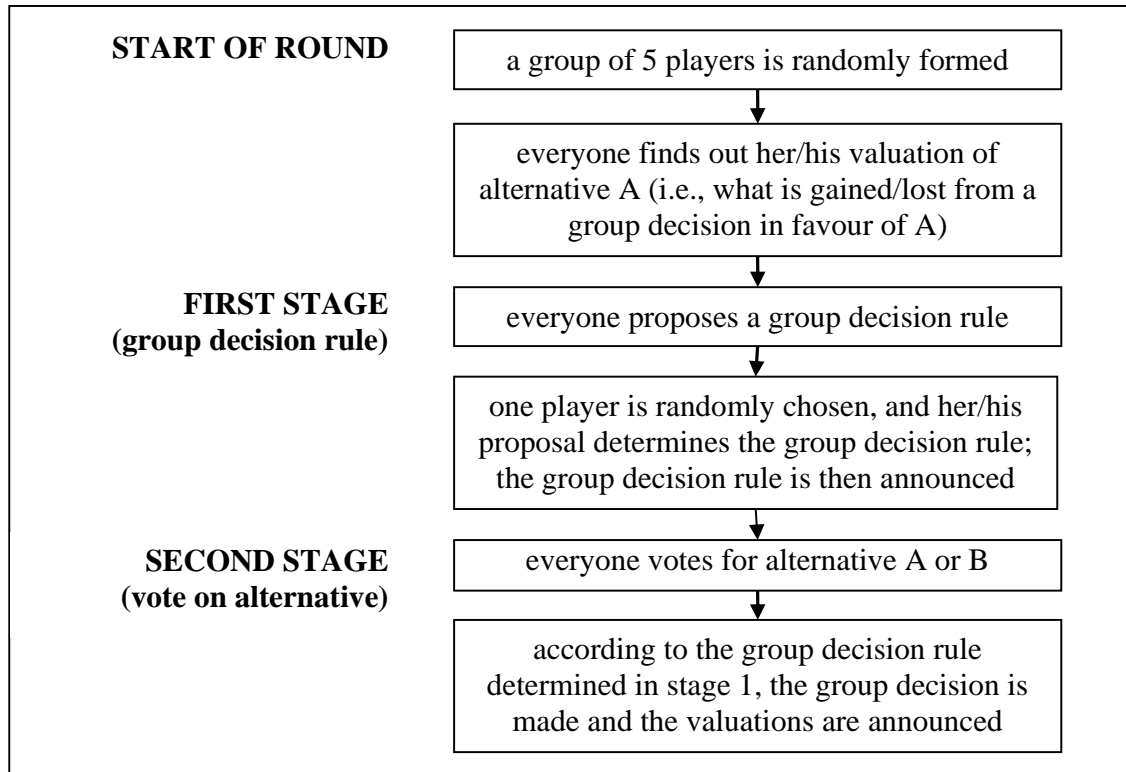 START OF ROUND
a group of 5 players is randomly formed
everyone finds out her/his valuation of
alternative A (i.e., what is gained/lost from a
group decision in favour of A)
FIRST STAGE
(group decision rule)
everyone proposes a group decision rule
one player is randomly chosen, and her/his
proposal determines the group decision rule;
the group decision rule is then announced
SECOND STAGE
(vote on alternative)
everyone votes for alternative A or B
according to the group decision rule
determined in stage 1, the group decision is
made and the valuations are announced